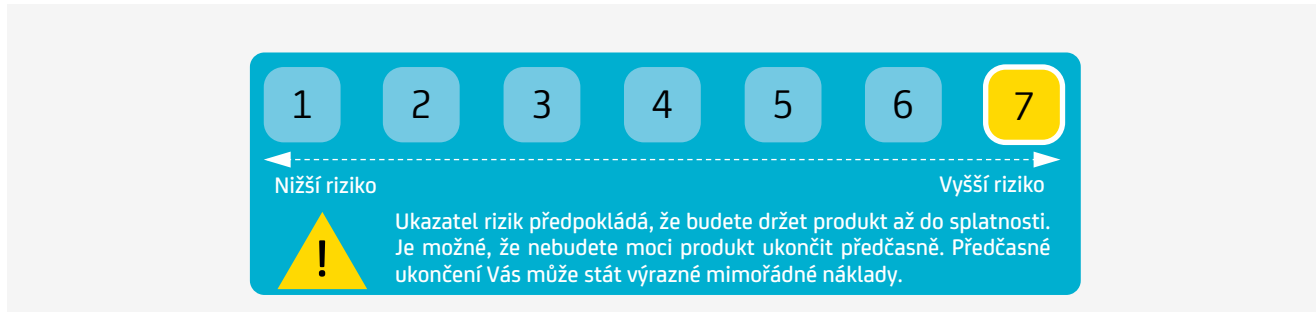 1 2 3 4 5 6 7
Nižší riziko Vyšší riziko
Ukazatel rizik předpokládá, že budete držet produkt až do splatnosti.
Je možné, že nebudete moci produkt ukončit předčasně. Předčasné
! ukončení Vás může stát výrazné mimořádné náklady.